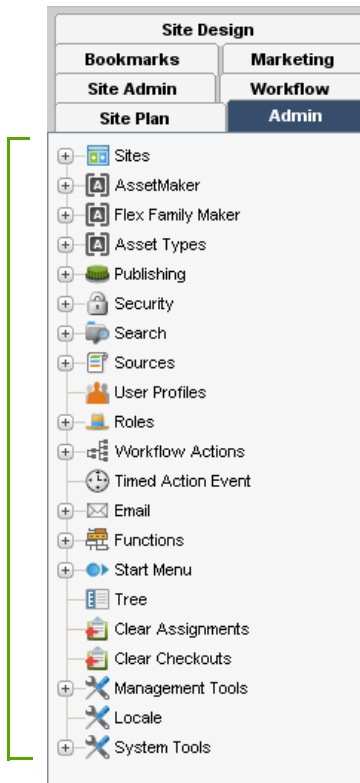 Site Design
Bookmarks
Marketing
Site Admin
Workflow
Site Plan
Admin
Sites
AssetMaker
Flex Family Maker
Asset Types
Publishing
Security
Search
Sources
User Profiles
Roles
Workflow Actions
Timed Action Event
Email
Functions
Start Menu
Tree
Clear Assignments
Clear Checkouts
Management Tools
Locale
System Tools